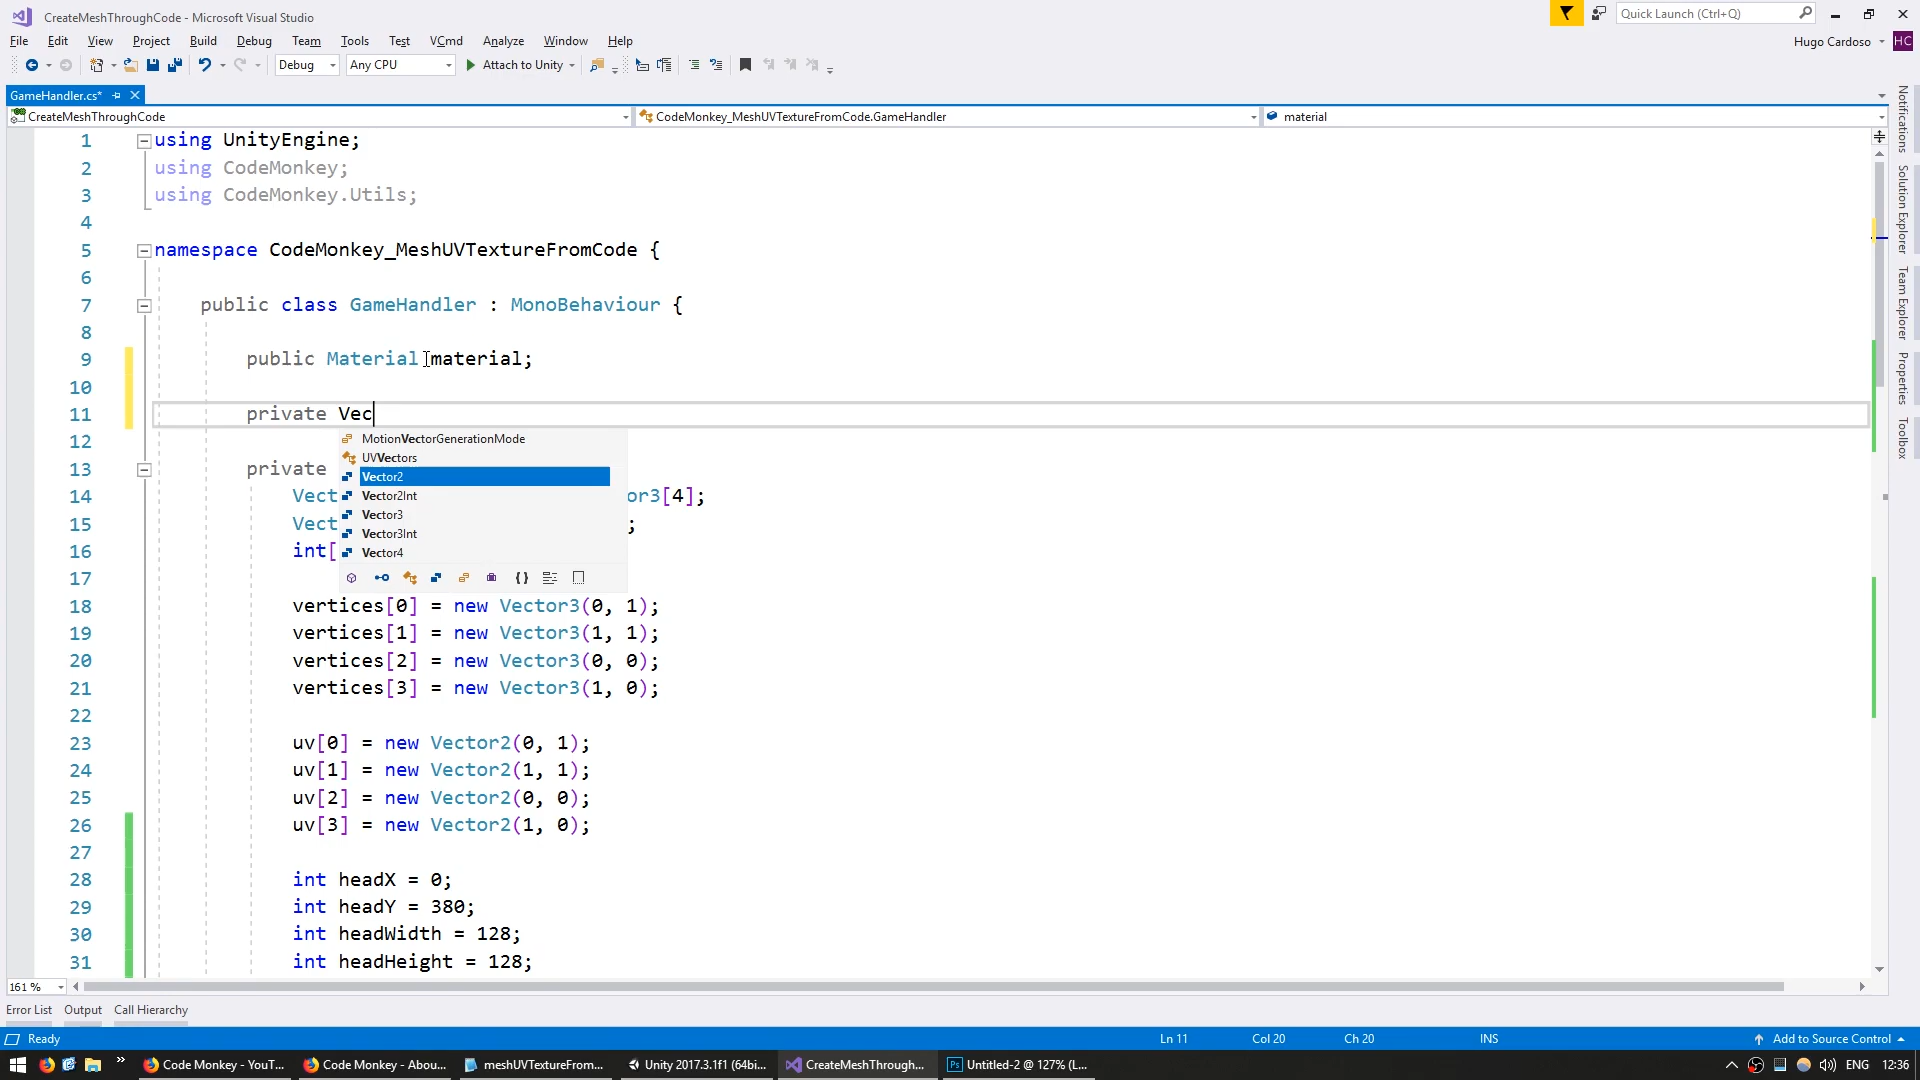 CreateMeshThroughCode - Microsoft Visual Studio
Quick Launch (Ctrl+Q)
File Edit View Project Build Debug Team Tools Test VCmd Analyze Window Help
Hugo Cardoso HC
Debug Any CPU Attach to Unity
GameHandler.cs*
CreateMeshThroughCode
CodeMonkey_MeshUVTextureFromCode.GameHandler
material
1 using UnityEngine;
2 using CodeMonkey;
3 using CodeMonkey.Utils;
4
5 namespace CodeMonkey_MeshUVTextureFromCode {
6
7 public class GameHandler : MonoBehaviour {
8
9 public Material material;
10
11 private Vec
12
MotionVectorGenerationMode
UVVectors
13 private
Vector2
14 Vect or3[4];
Vector2Int
Vector3
15 Vect ;
Vector3Int
16 int[
Vector4
17
18 vertices[0] = new Vector3(0, 1);
19 vertices[1] = new Vector3(1, 1);
20 vertices[2] = new Vector3(0, 0);
21 vertices[3] = new Vector3(1, 0);
22
23 uv[0] = new Vector2(0, 1);
24 uv[1] = new Vector2(1, 1);
25 uv[2] = new Vector2(0, 0);
26 uv[3] = new Vector2(1, 0);
27
28 int headX = 0;
29 int headY = 380;
30 int headWidth = 128;
31 int headHeight = 128;
Notifications
Solution Explorer
Team Explorer
Properties
Toolbox
161 %
Error List Output Call Hierarchy
Ready
Ln 11 Col 20 Ch 20 INS
Add to Source Control
Code Monkey - YouT...
Code Monkey - Abou...
meshUVTextureFrom...
Unity 2017.3.1f1 (64bi...
CreateMeshThrough...
Ps Untitled-2 @ 127% (L...
ENG 12:36